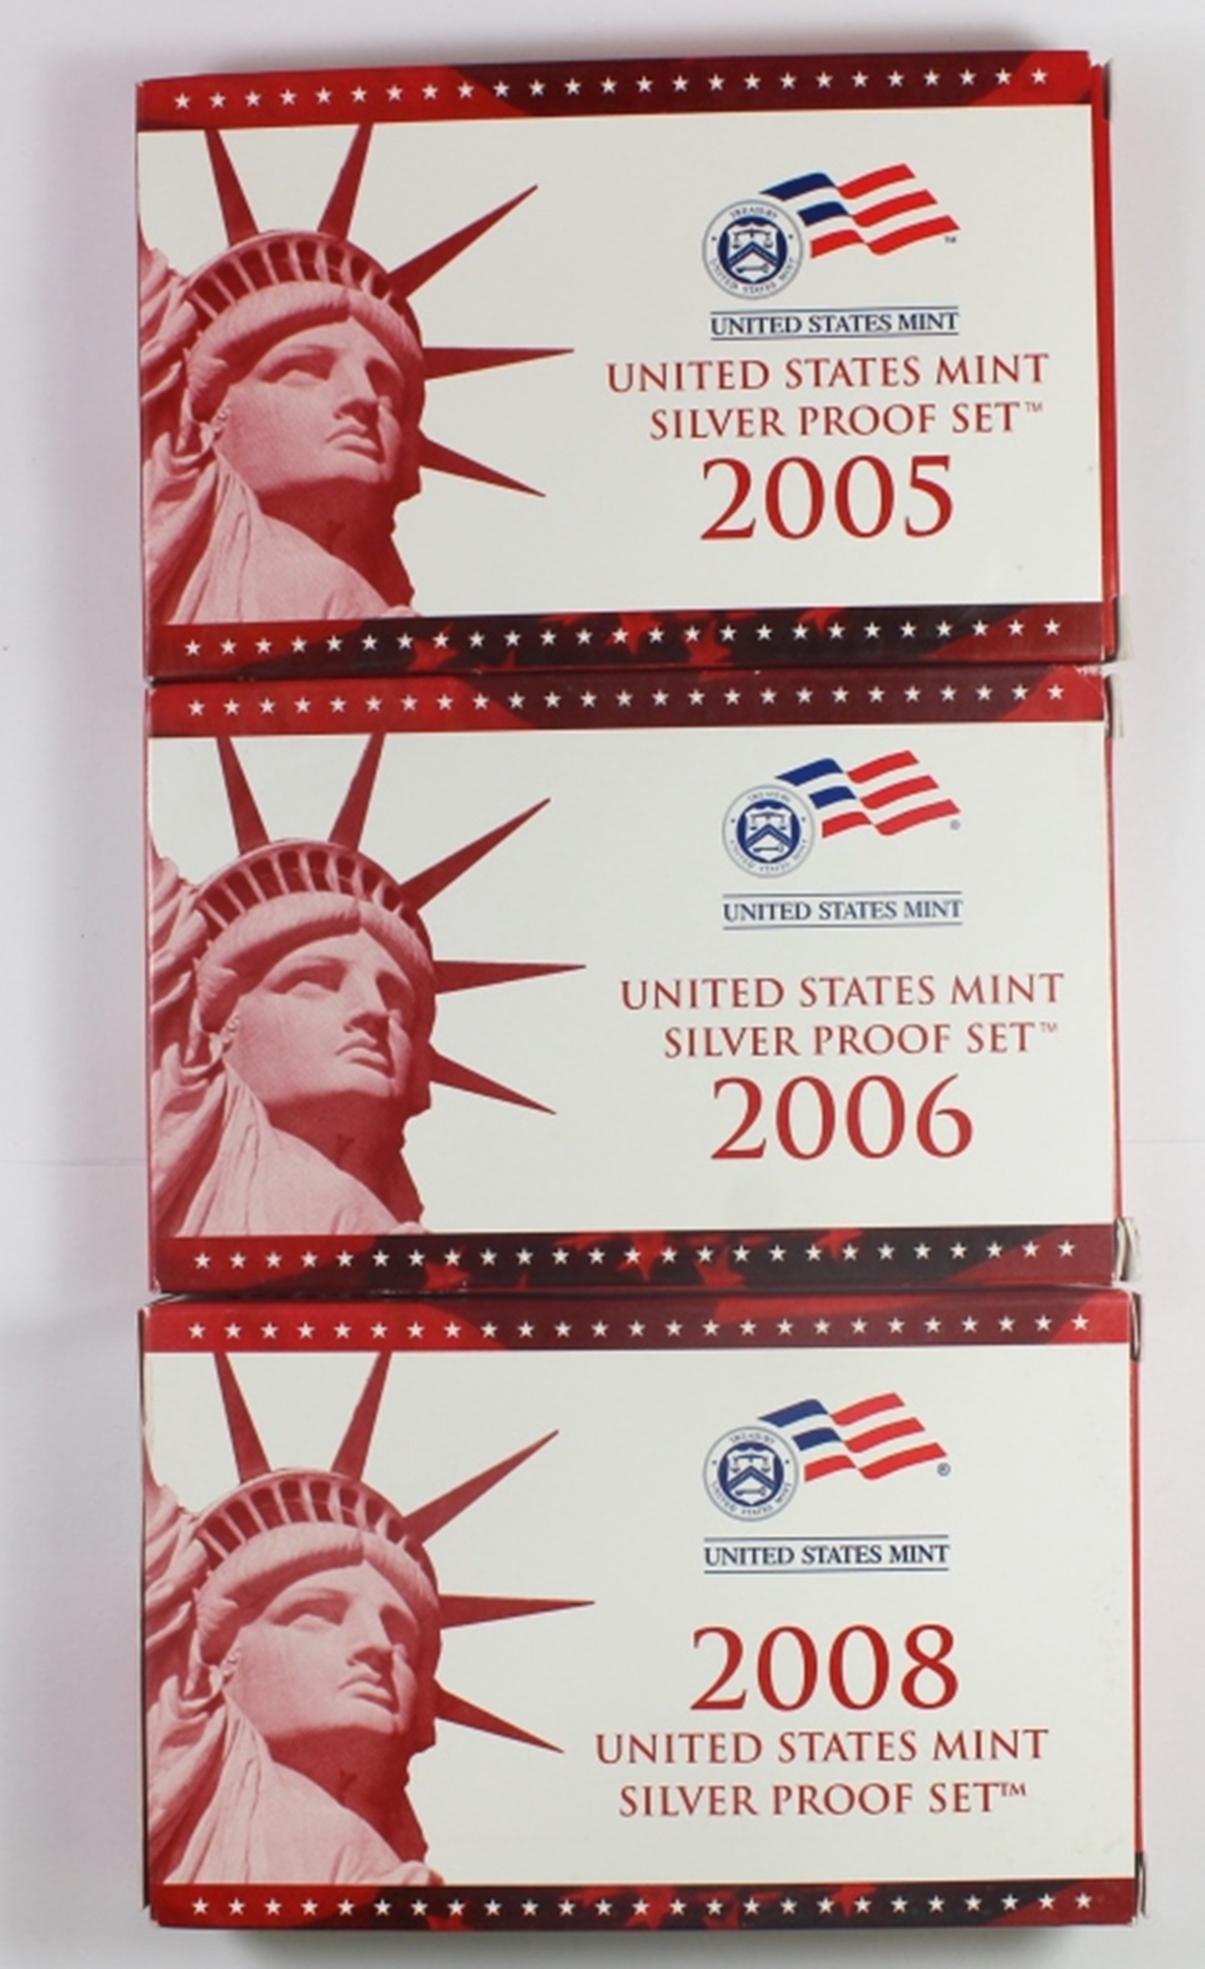 UNITED STATES MINT
UNITED STATES MINT
SILVER PROOF SET™
2005
UNITED STATES MINT
UNITED STATES MINT
SILVER PROOF SET™
2006
UNITED STATES MINT
2008
UNITED STATES MINT
SILVER PROOF SET™